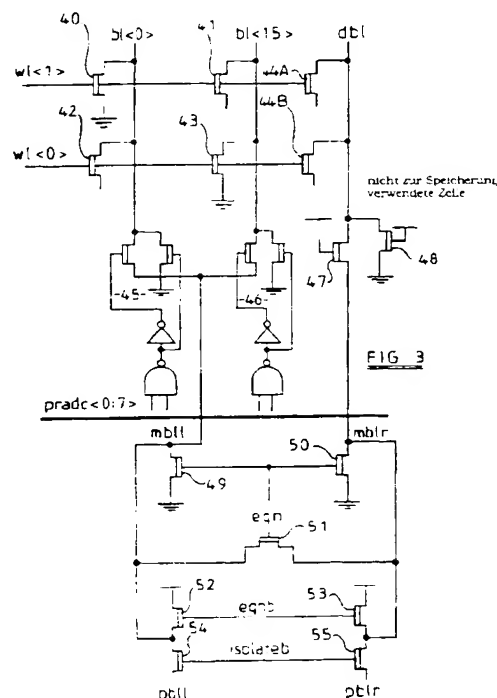 40
bl<0>
41
bl<15>
dbl
wl<1>
44A
42
43
44B
wl<0>
nicht zur Speicherung
verwendete Zelle
-45-
-46-
47
48
FIG 3
pradc<0:7>
mbll
mblr
50
49
eqn
51
52
53
eqnb
54
55
isolateb
pbll
pblr